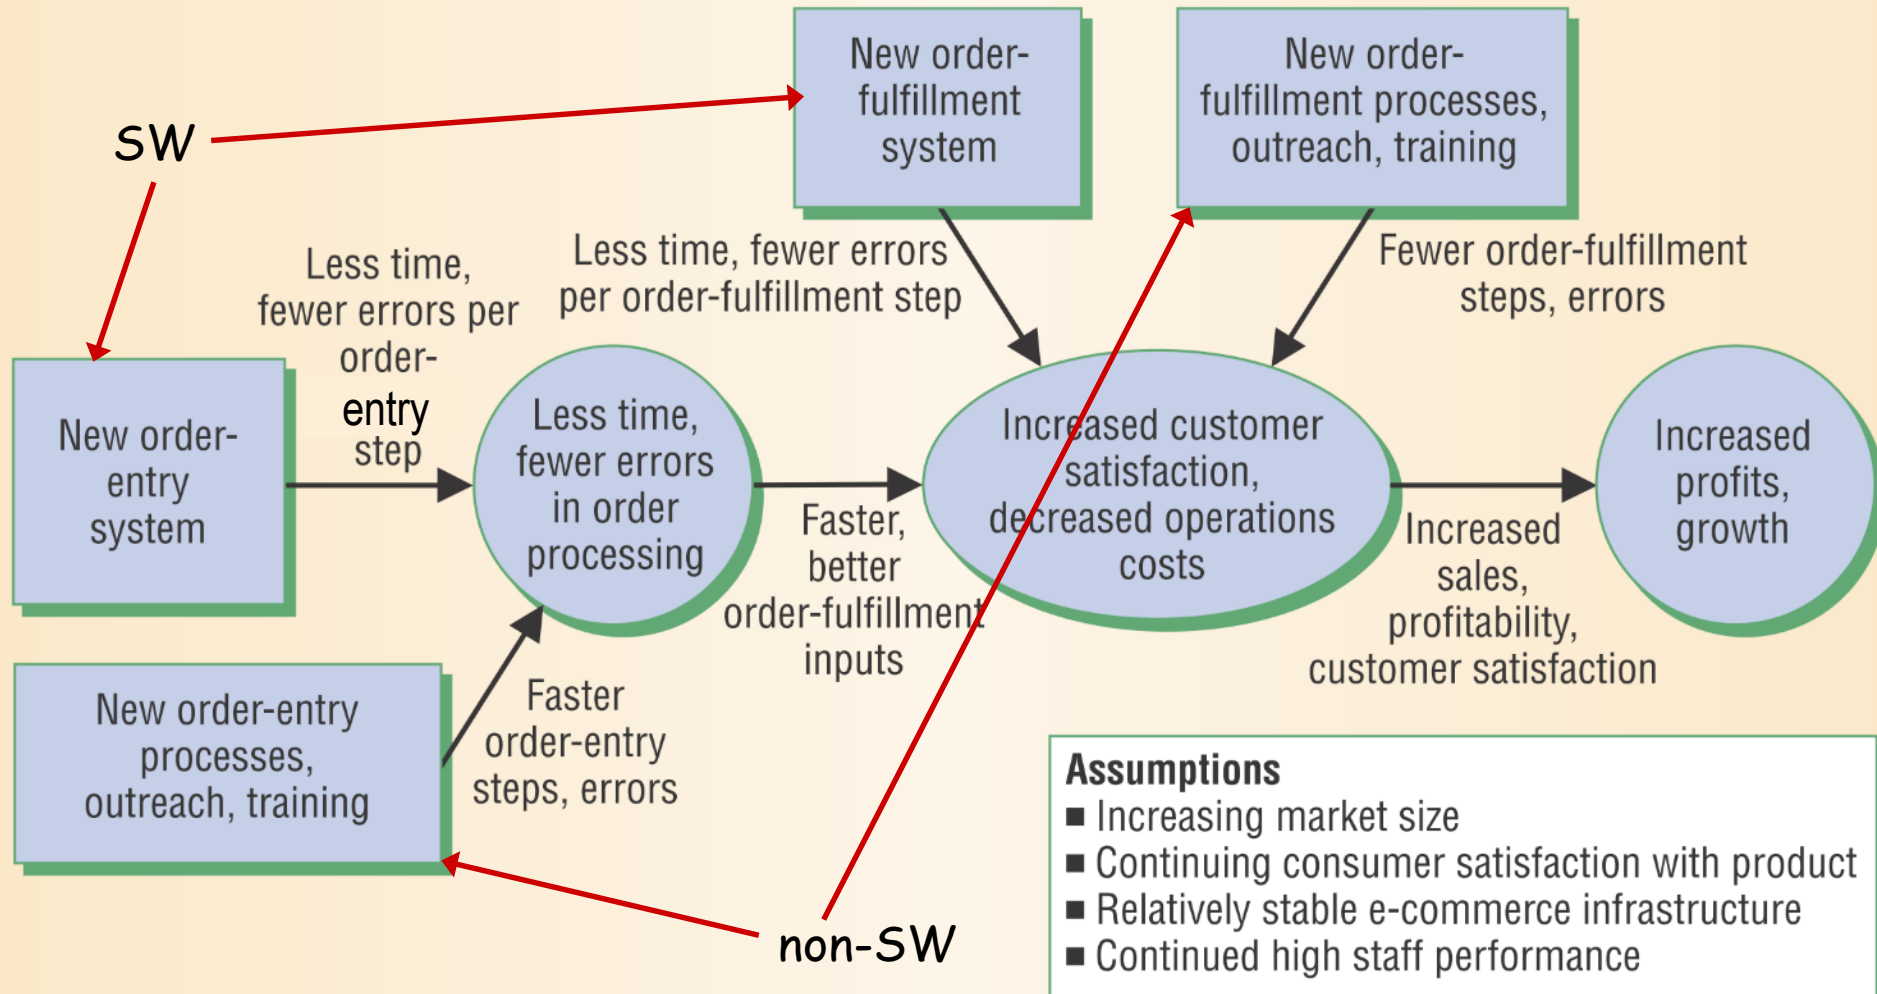 New order-
fulfillment
system
New order-
fulfillment processes,
outreach, training
SW
Less time,
fewer errors per
order-
entry
step
Less time, fewer errors
per order-fulfillment step
Fewer order-fulfillment
steps, errors
New order-
entry
system
Less time,
fewer errors
in order
processing
Faster,
better
order-fulfillment
inputs
Increased customer
satisfaction,
decreased operations
costs
Increased
sales,
profitability,
customer satisfaction
Increased
profits,
growth
New order-entry
processes,
outreach, training
Faster
order-entry
steps, errors
non-SW
Assumptions
■ Increasing market size
■ Continuing consumer satisfaction with product
■ Relatively stable e-commerce infrastructure
■ Continued high staff performance